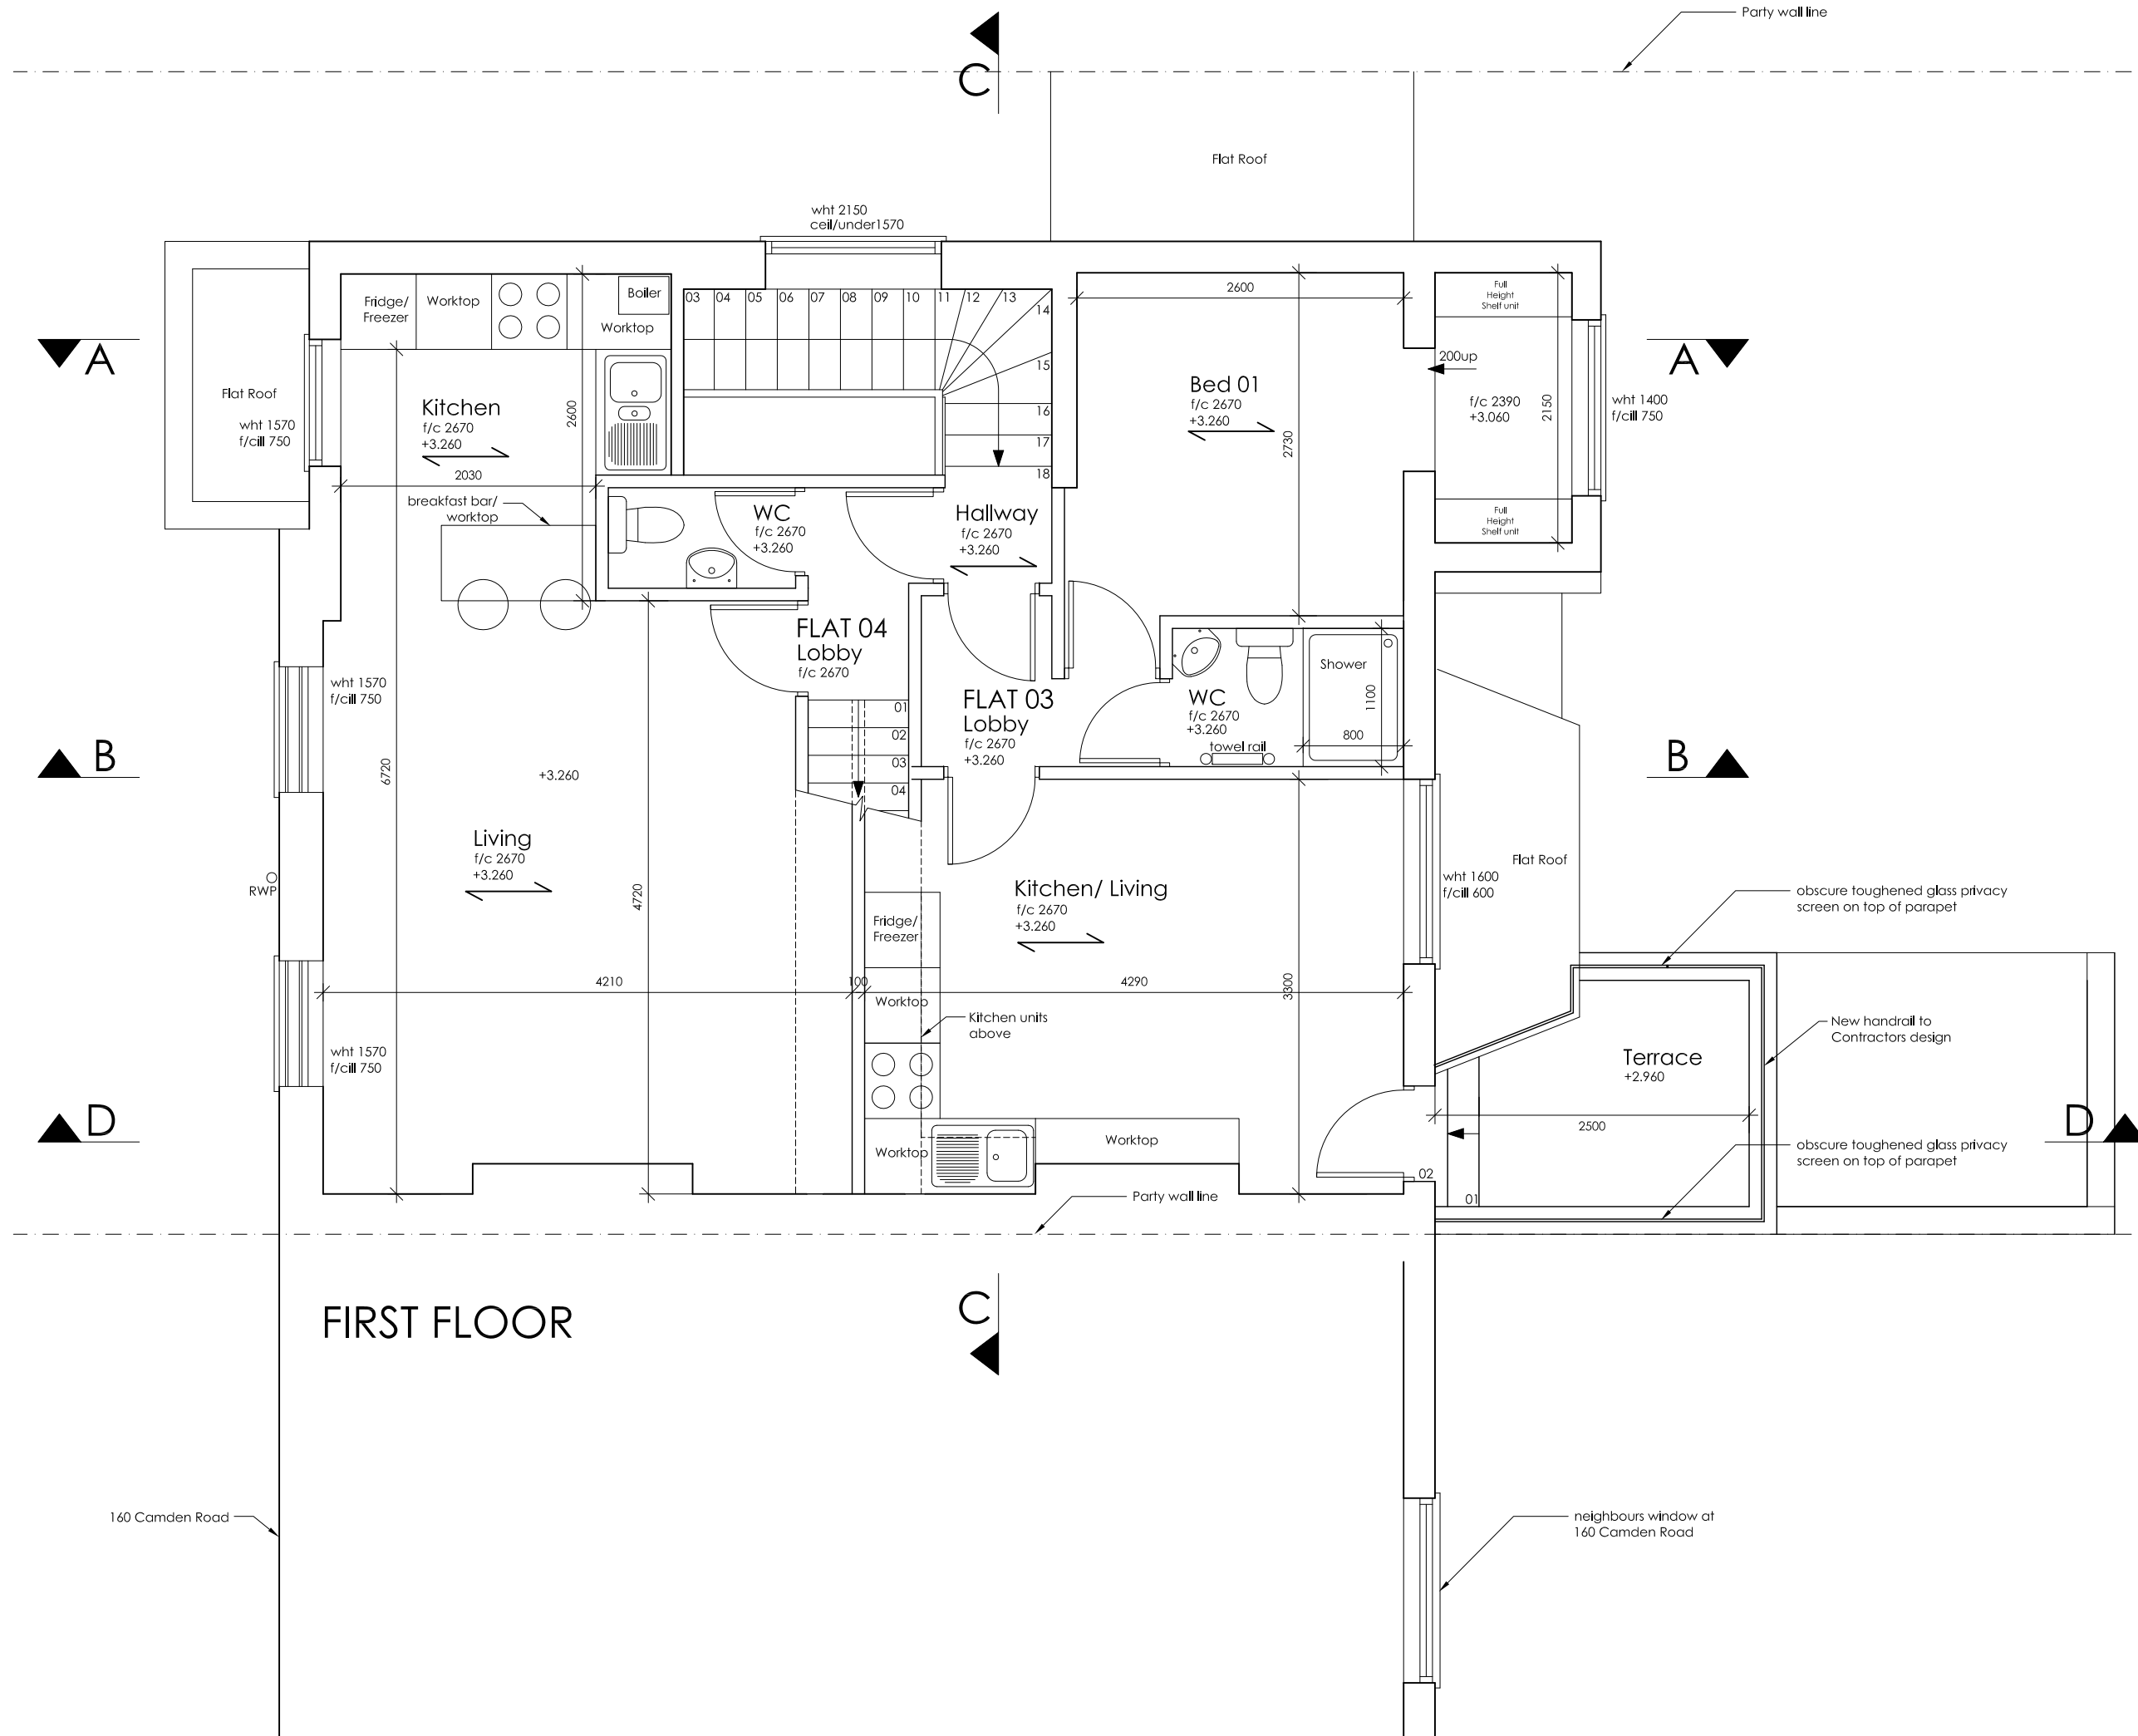 Party wall line
C
Flat Roof
wht 2150
ceil/under1570
Fridge/
Freezer
Worktop
Boiler
Worktop
03 04 05 06 07 08 09 10 11 12 13
14
15
16
17
18
2600
Full
Height
Shelf unit
A
A
200up
Flat Roof
wht 1570
f/cill 750
Kitchen
f/c 2670
+3.260
2600
2030
Bed 01
f/c 2670
+3.260
2730
f/c 2390
+3.060
2150
wht 1400
f/cill 750
breakfast bar/
worktop
WC
f/c 2670
+3.260
Hallway
f/c 2670
+3.260
Full
Height
Shelf unit
FLAT 04
Lobby
f/c 2670
wht 1570
f/cill 750
01
02
03
04
FLAT 03
Lobby
f/c 2670
+3.260
WC
f/c 2670
+3.260
towel rail
Shower
1100
800
B
B
6720
+3.260
Living
f/c 2670
+3.260
4720
RWP
Kitchen/ Living
f/c 2670
+3.260
Fridge/
Freezer
wht 1600
f/cill 600
Flat Roof
obscure toughened glass privacy
screen on top of parapet
4210
100
4290
3300
Worktop
Kitchen units
above
New handrail to
Contractors design
wht 1570
f/cill 750
Terrace
+2.960
D
D
2500
Worktop
Worktop
obscure toughened glass privacy
screen on top of parapet
02
01
Party wall line
FIRST FLOOR
C
160 Camden Road
neighbours window at
160 Camden Road